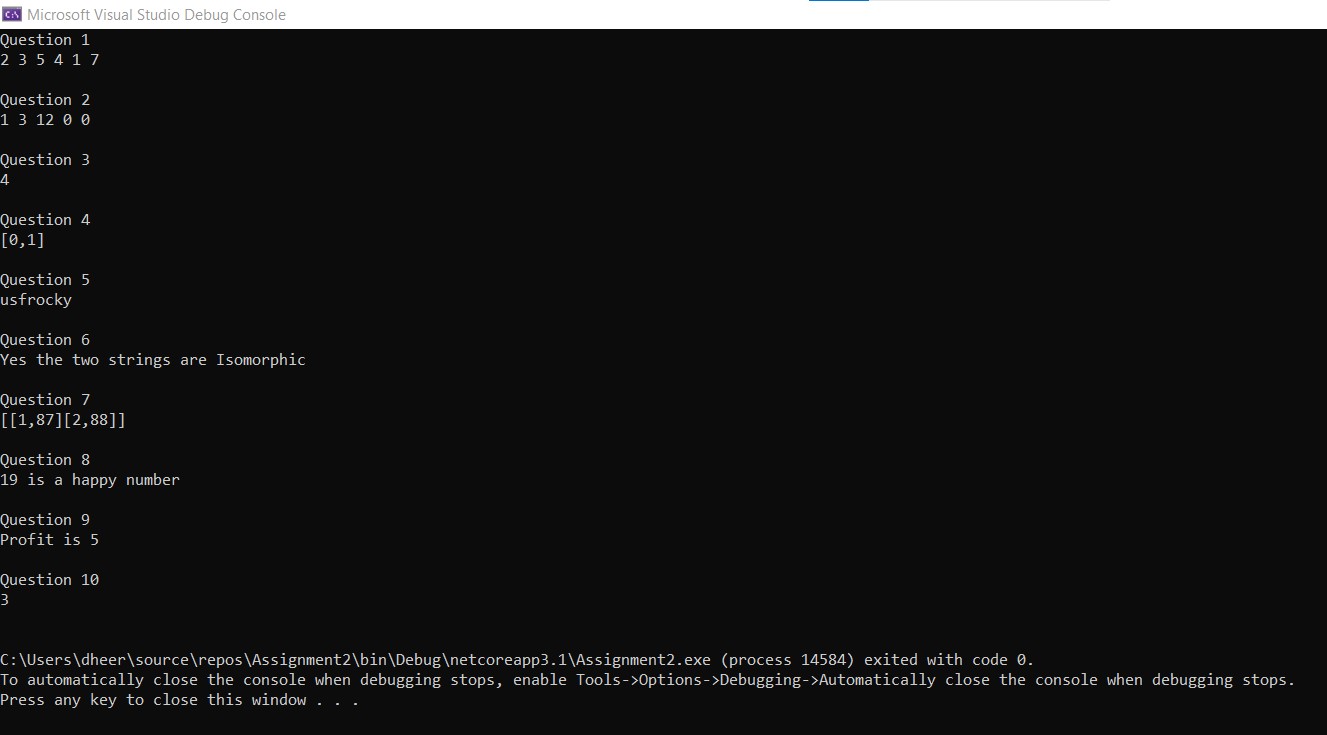 Microsoft Visual Studio Debug Console
Question 1
2 3 5 4 1 7
Question 2
1 3 12 0 0
Question 3
4
Question 4
[0,1]
Question 5
usfrocky
Question 6
Yes the two strings are Isomorphic
Question 7
[[1,87][2,88]]
Question 8
19 is a happy number
Question 9
Profit is 5
Question 10
3
C:\Users\dheer\source\repos\Assignment2\bin\Debug\netcoreapp3.1\Assignment2.exe (process 14584) exited with code 0.
To automatically close the console when debugging stops, enable Tools->Options->Debugging->Automatically close the console when debugging stops.
Press any key to close this window . . .